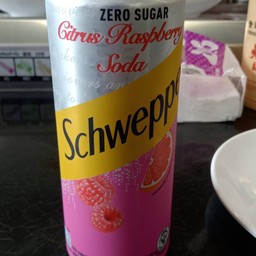 ZERO SUGAR
Citrus Raspberry
Soda
Schweppe